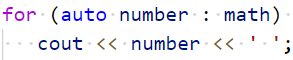 for (auto number : math)
   cout << number << ' ';